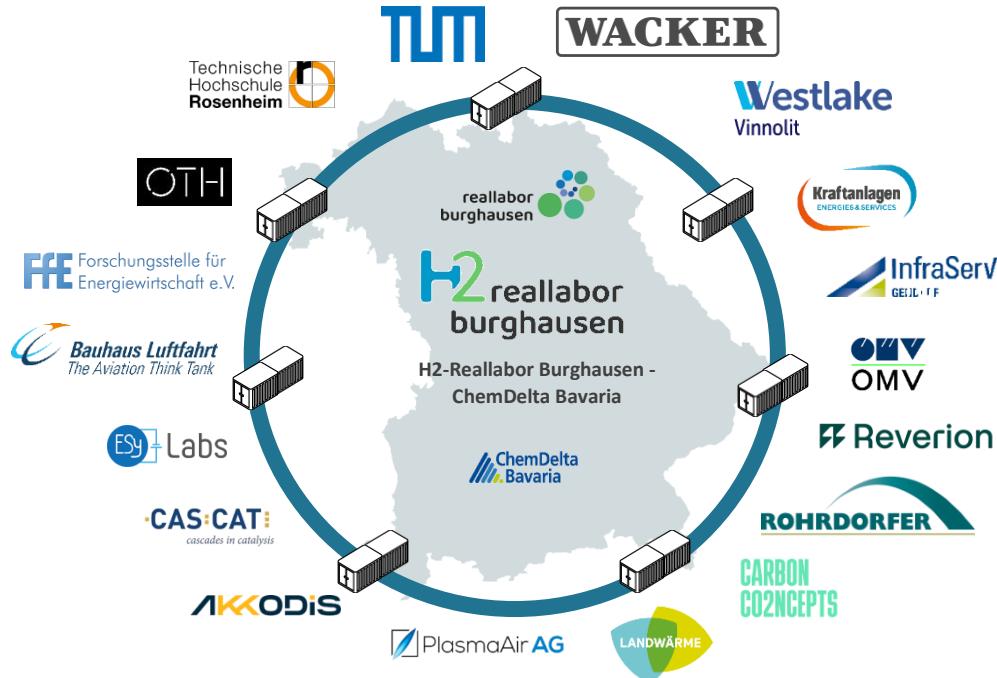 TUM
WACKER
Technische
Hochschule
Rosenheim
Westlake
Vinnolit
OTH
Kraftanlagen
ENERGIES & SERVICES
reallabor
burghausen
FfE Forschungsstelle für
Energiewirtschaft e.V.
InfraServ
H2 reallabor
burghausen
Bauhaus Luftfahrt
The Aviation Think Tank
OMV
OMV
H2-Reallabor Burghausen -
ChemDelta Bavaria
Reverion
ESy Labs
ChemDelta
Bavaria
CAS:CAT
cascades in catalysis
ROHRDORFER
CARBON
CO2NCEPTS
AKKODIS
PlasmaAir AG
LANDWÄRME